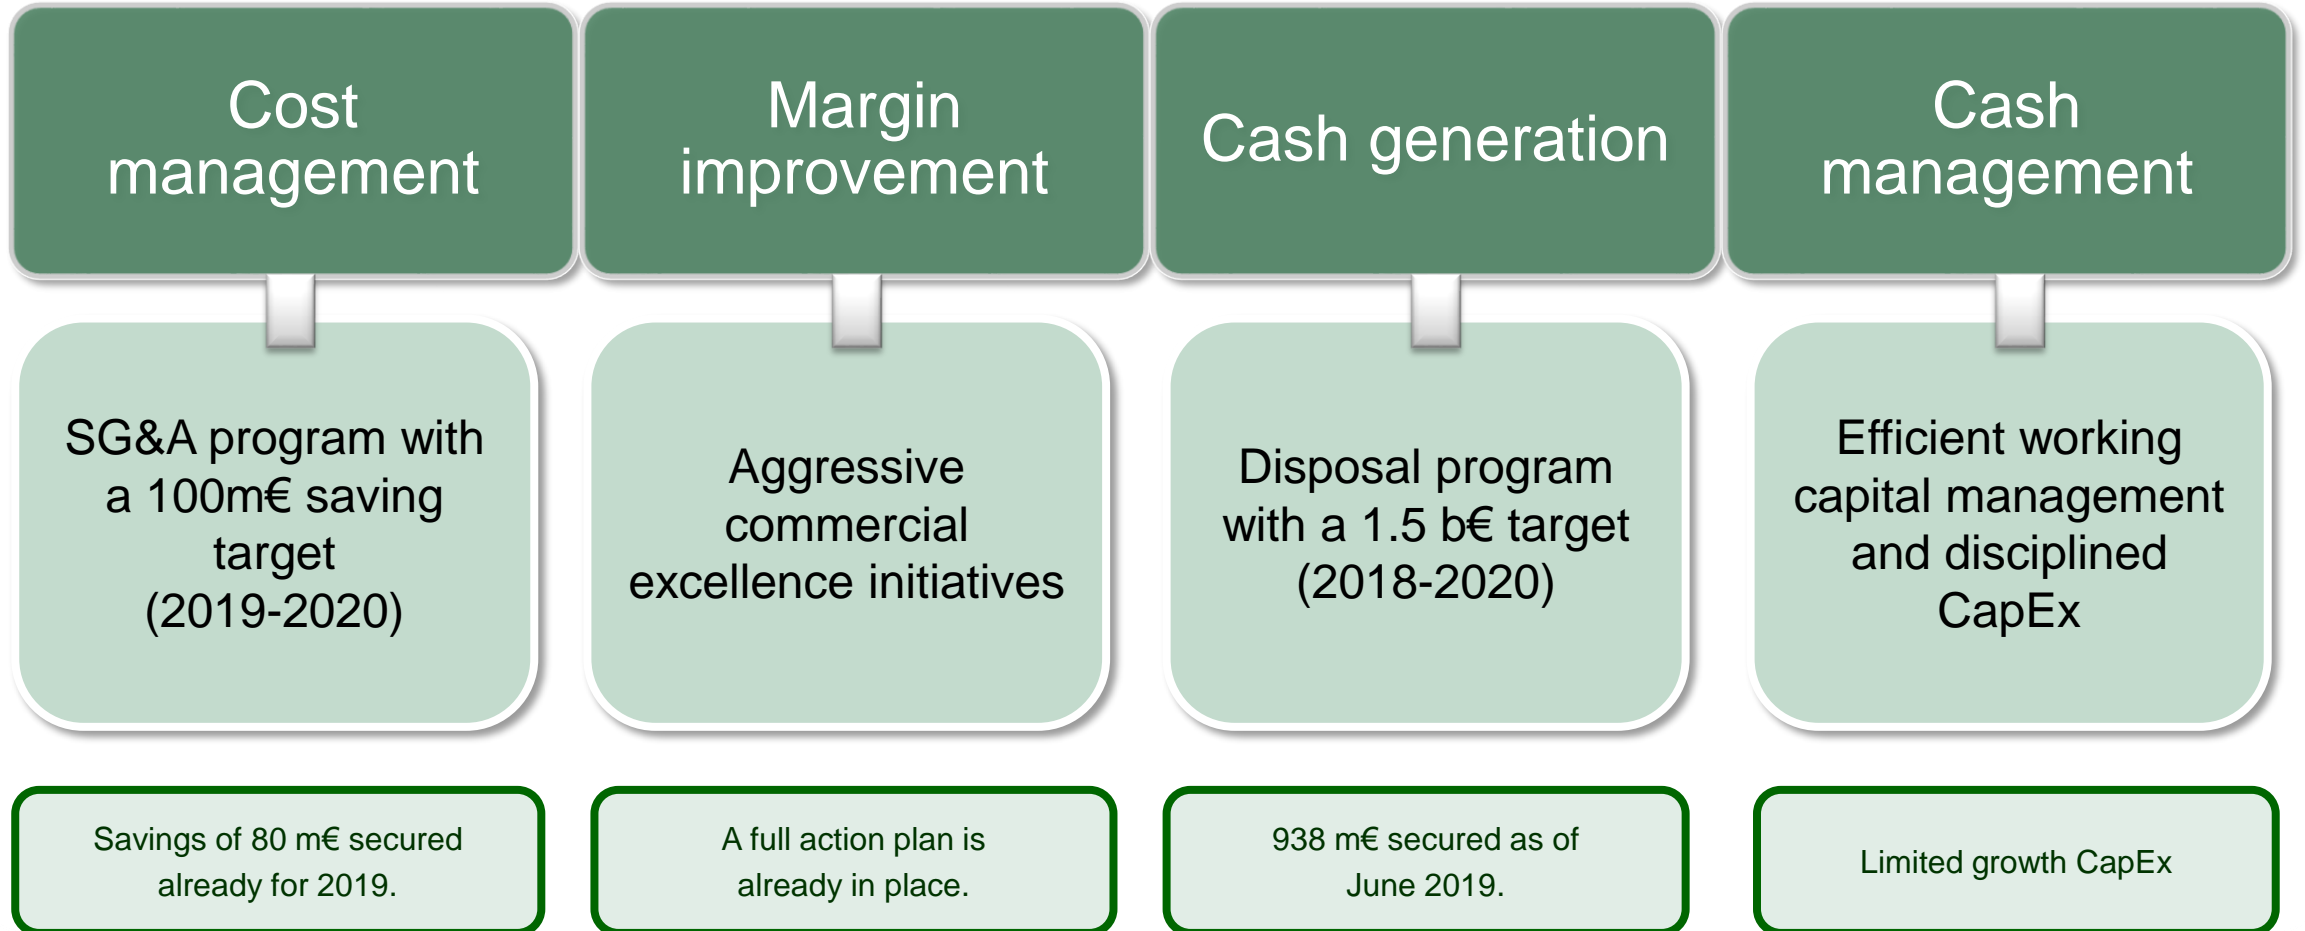 Cost
management
Margin
improvement
Cash generation
Cash
management
SG&A program with
a 100m€ saving
target
(2019-2020)
Aggressive
commercial
excellence initiatives
Disposal program
with a 1.5 b€ target
(2018-2020)
Efficient working
capital management
and disciplined
CapEx
Savings of 80 m€ secured
already for 2019.
A full action plan is
already in place.
938 m€ secured as of
June 2019.
Limited growth CapEx